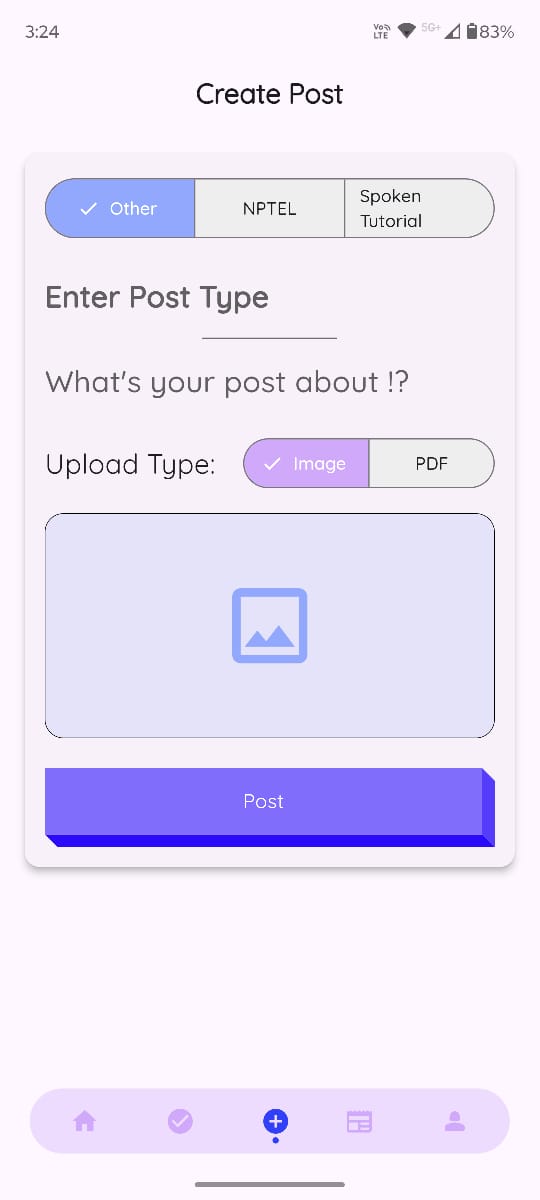 3:24
Vo) LTE 5G+ 83%
Create Post
Other NPTEL Spoken
Tutorial
Enter Post Type
What's your post about !?
Upload Type: Image PDF
Post